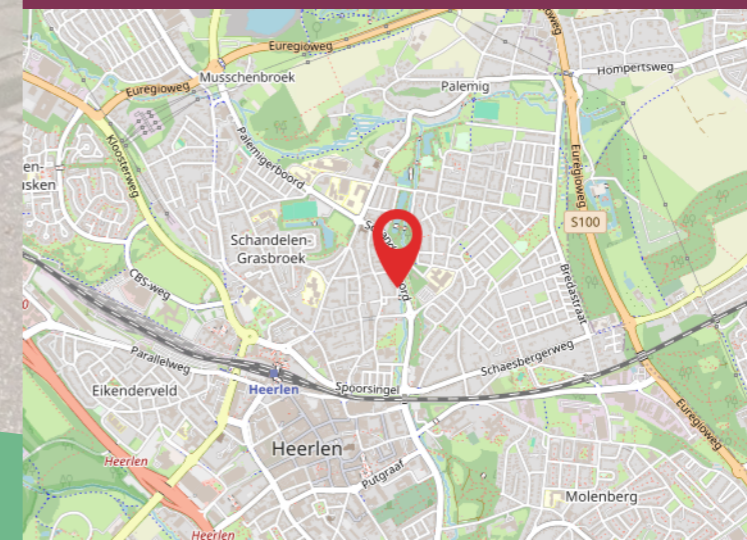 Euregioweg
Euregioweg
Musschenbroek
Palemig
Hompertsweg
Euregioweg
Kloosterweg
Palemigerboord
Euregioweg
S100
Schandelen-
Grasbroek
CBS-weg
Bredastraat
Parallelweg
Schaesbergerweg
Eikenderveld
Heerlen
Spoorsingel
Euregioweg
Heerlen
Heerlen
Putgraaf
Molenberg
Heerlen